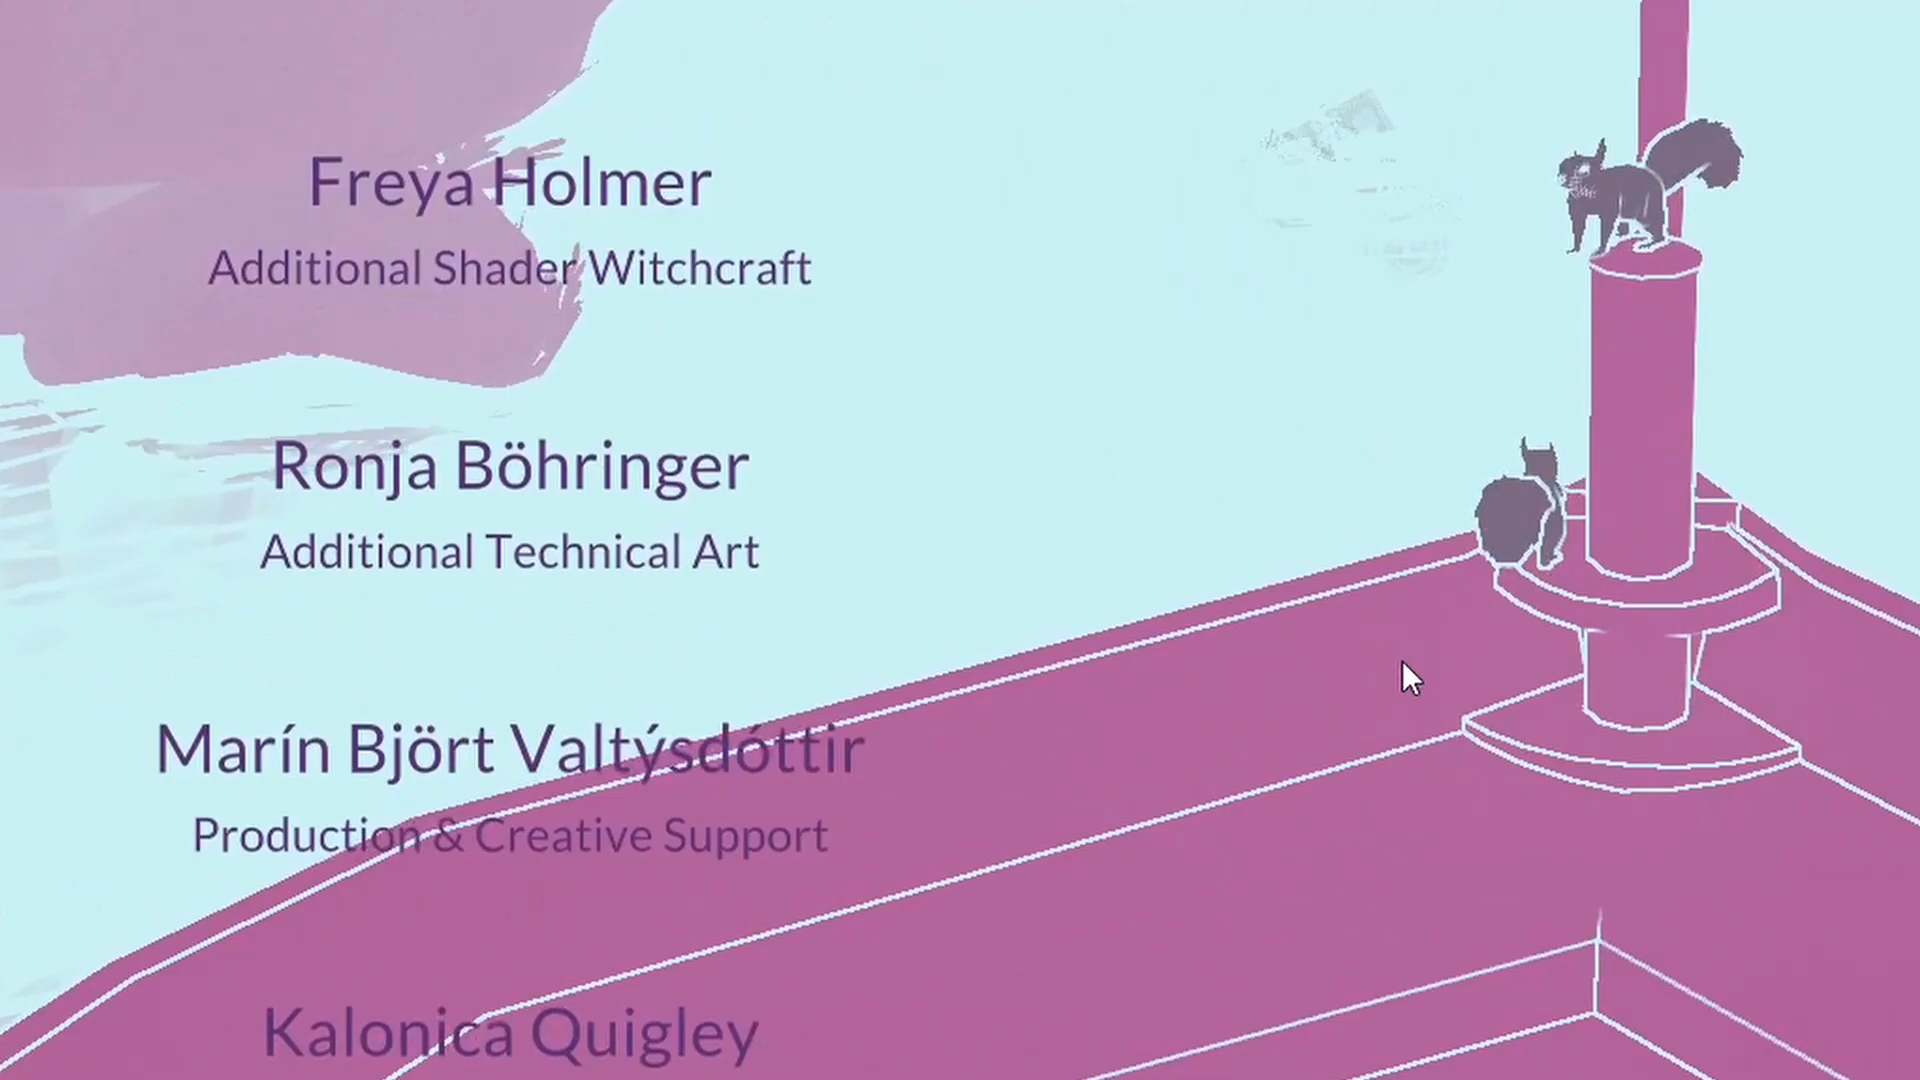 Freya Holmer
Additional Shader Witchcraft
Ronja Böhringer
Additional Technical Art
Marín Björt Valtýsdóttir
Production & Creative Support
Kalonica Quigley